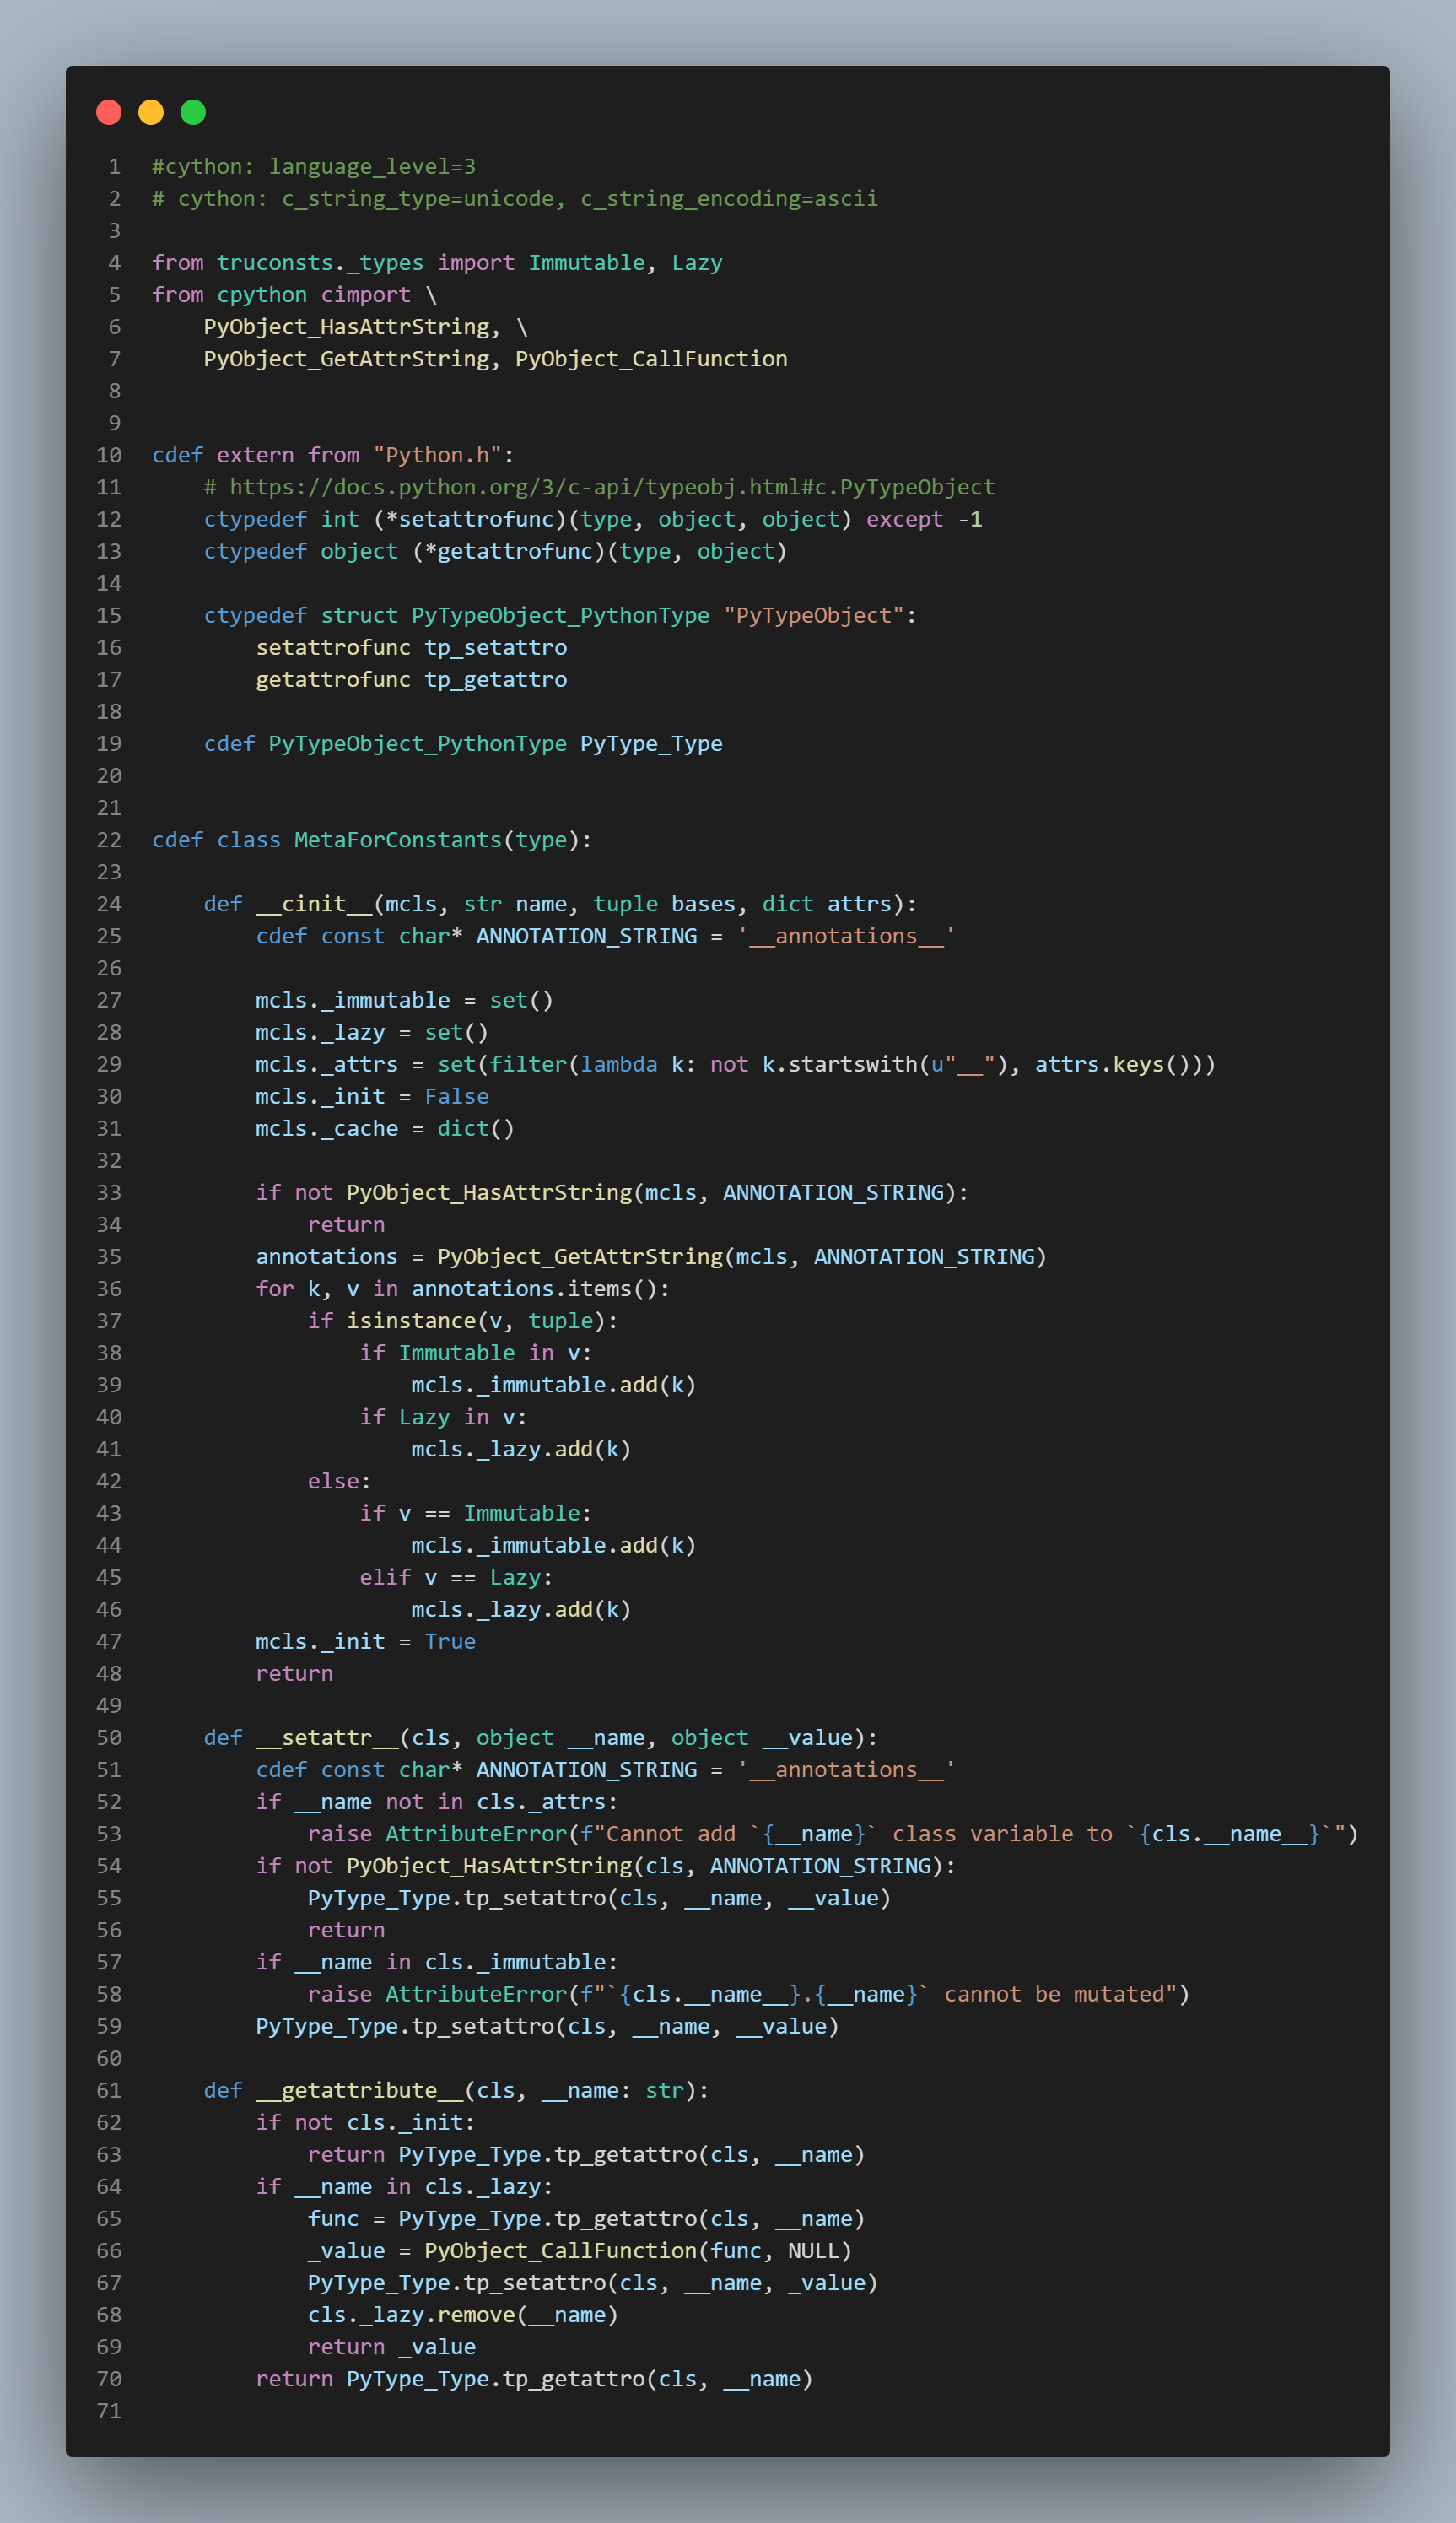 1 #cython: language_level=3
2 # cython: c_string_type=unicode, c_string_encoding=ascii
3
4 from truconsts._types import Immutable, Lazy
5 from cpython cimport \
6     PyObject_HasAttrString, \
7     PyObject_GetAttrString, PyObject_CallFunction
8
9
10 cdef extern from "Python.h":
11     # https://docs.python.org/3/c-api/typeobj.html#c.PyTypeObject
12     ctypedef int (*setattrofunc)(type, object, object) except -1
13     ctypedef object (*getattrofunc)(type, object)
14
15     ctypedef struct PyTypeObject_PythonType "PyTypeObject":
16         setattrofunc tp_setattro
17         getattrofunc tp_getattro
18
19     cdef PyTypeObject_PythonType PyType_Type
20
21
22 cdef class MetaForConstants(type):
23
24     def __cinit__(mcls, str name, tuple bases, dict attrs):
25         cdef const char* ANNOTATION_STRING = '__annotations__'
26
27         mcls._immutable = set()
28         mcls._lazy = set()
29         mcls._attrs = set(filter(lambda k: not k.startswith(u"__"), attrs.keys()))
30         mcls._init = False
31         mcls._cache = dict()
32
33         if not PyObject_HasAttrString(mcls, ANNOTATION_STRING):
34             return
35         annotations = PyObject_GetAttrString(mcls, ANNOTATION_STRING)
36         for k, v in annotations.items():
37             if isinstance(v, tuple):
38                 if Immutable in v:
39                     mcls._immutable.add(k)
40                 if Lazy in v:
41                     mcls._lazy.add(k)
42             else:
43                 if v == Immutable:
44                     mcls._immutable.add(k)
45                 elif v == Lazy:
46                     mcls._lazy.add(k)
47         mcls._init = True
48         return
49
50     def __setattr__(cls, object __name, object __value):
51         cdef const char* ANNOTATION_STRING = '__annotations__'
52         if __name not in cls._attrs:
53             raise AttributeError(f"Cannot add `{__name}` class variable to `{cls.__name__}`")
54         if not PyObject_HasAttrString(cls, ANNOTATION_STRING):
55             PyType_Type.tp_setattro(cls, __name, __value)
56             return
57         if __name in cls._immutable:
58             raise AttributeError(f"`{cls.__name__}.{__name}` cannot be mutated")
59         PyType_Type.tp_setattro(cls, __name, __value)
60
61     def __getattribute__(cls, __name: str):
62         if not cls._init:
63             return PyType_Type.tp_getattro(cls, __name)
64         if __name in cls._lazy:
65             func = PyType_Type.tp_getattro(cls, __name)
66             _value = PyObject_CallFunction(func, NULL)
67             PyType_Type.tp_setattro(cls, __name, _value)
68             cls._lazy.remove(__name)
69             return _value
70         return PyType_Type.tp_getattro(cls, __name)
71